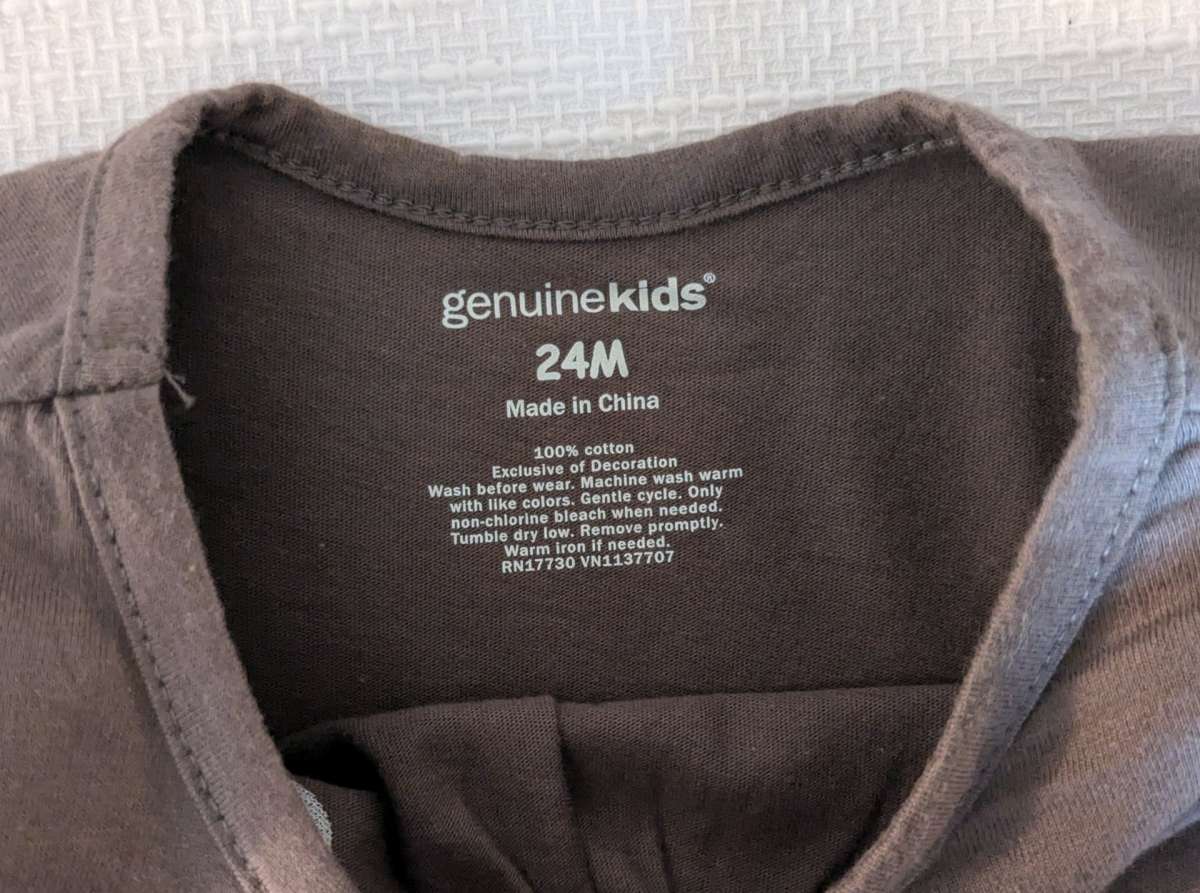 genuinekids®
24M
Made in China
100% cotton
Exclusive of Decoration
Wash before wear. Machine wash warm
with like colors. Gentle cycle. Only
non-chlorine bleach when needed.
Tumble dry low. Remove promptly.
Warm iron if needed.
RN17730 VN1137707